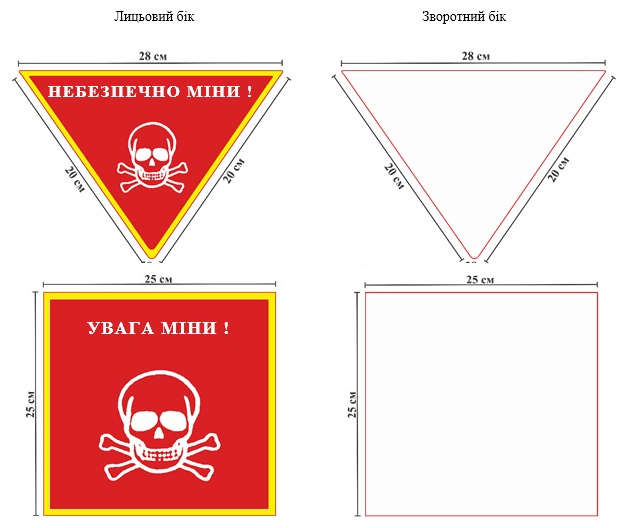 Лицьовий бік
Зворотний бік
28 см
28 см
НЕБЕЗПЕЧНО МІНИ !
20 см
20 см
20 см
20 см
25 см
25 см
УВАГА МІНИ !
25 см
25 см